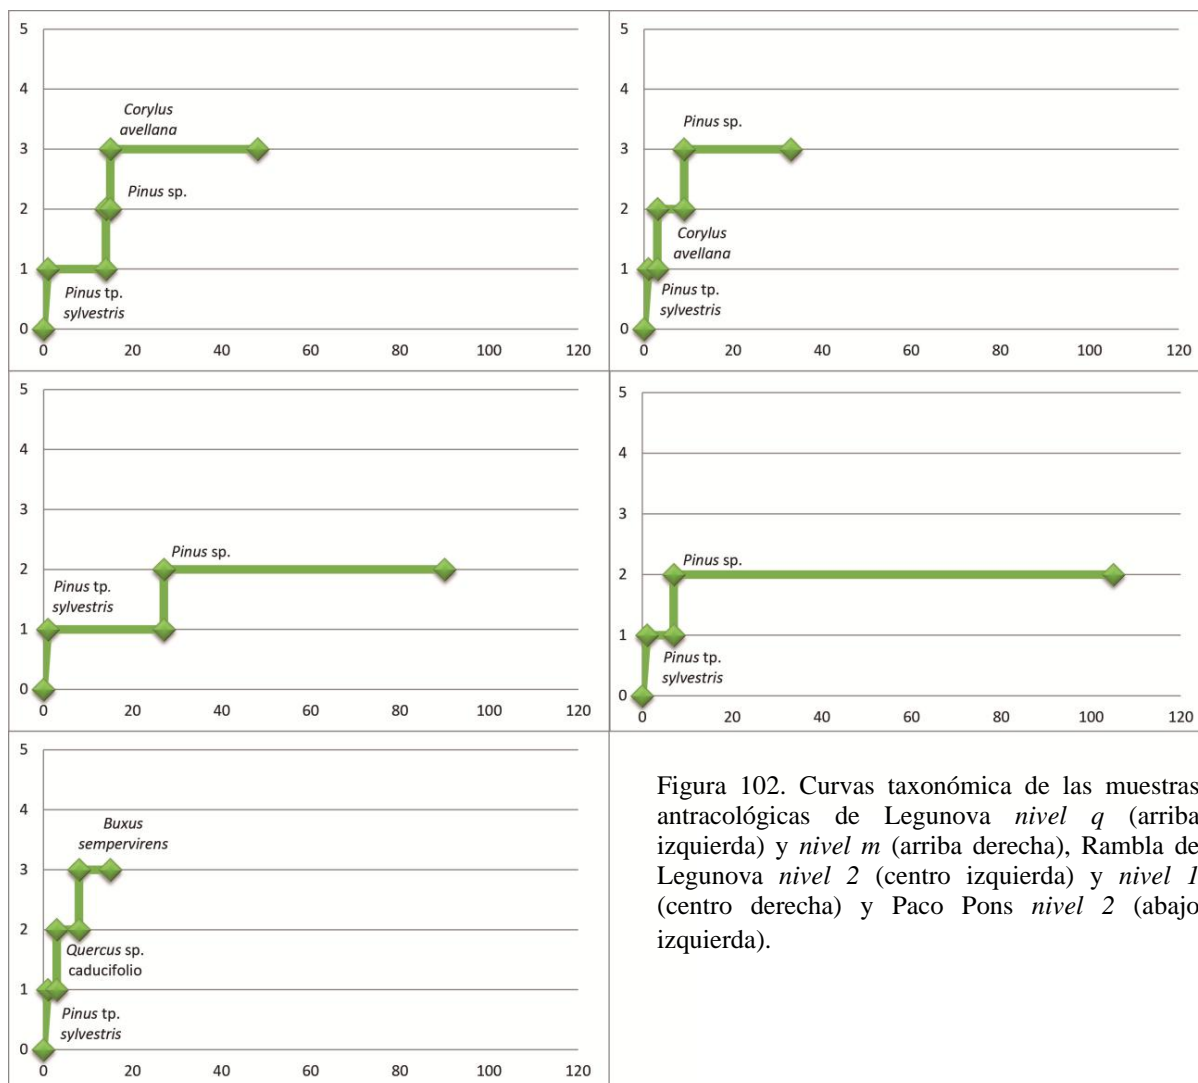 5
4
3
2
1
0
Corylus
avellana
Pinus sp.
Pinus tp.
sylvestris
0 20 40 60 80 100 120
5
4
3
2
1
0
Pinus sp.
Corylus
avellana
Pinus tp.
sylvestris
0 20 40 60 80 100 120
5
4
3
2
1
0
Pinus sp.
Pinus tp.
sylvestris
0 20 40 60 80 100 120
5
4
3
2
1
0
Pinus sp.
Pinus tp.
sylvestris
0 20 40 60 80 100 120
5
4
3
2
1
0
Buxus
sempervirens
Quercus sp.
caducifolio
Pinus tp.
sylvestris
0 20 40 60 80 100 120
Figura 102. Curvas taxonómica de las muestras
antracológicas de Legunova nivel q (arriba
izquierda) y nivel m (arriba derecha), Rambla de
Legunova nivel 2 (centro izquierda) y nivel 1
(centro derecha) y Paco Pons nivel 2 (abajo
izquierda).